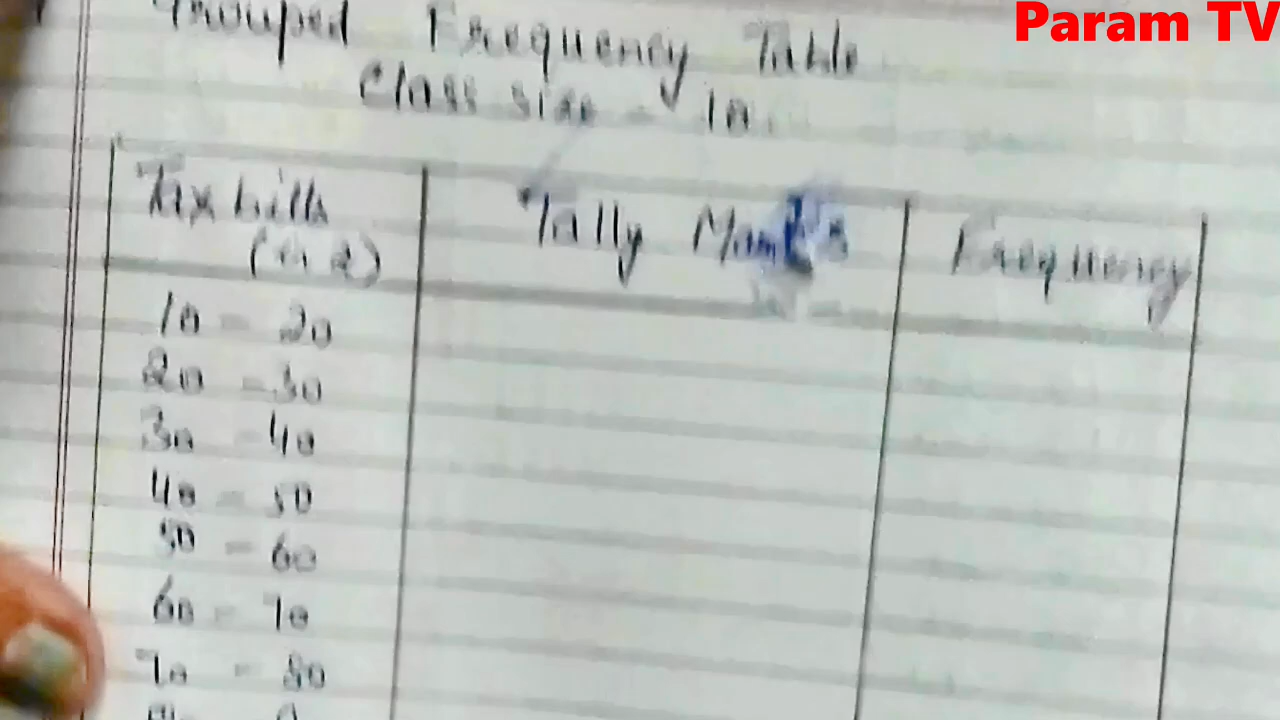 Param TV
Grouped Frequency Table
Class size - 10.
Tax bills Tally Marks Frequency
10 - 20
20 - 30
30 - 40
40 - 50
50 - 60
60 - 70
70 - 80